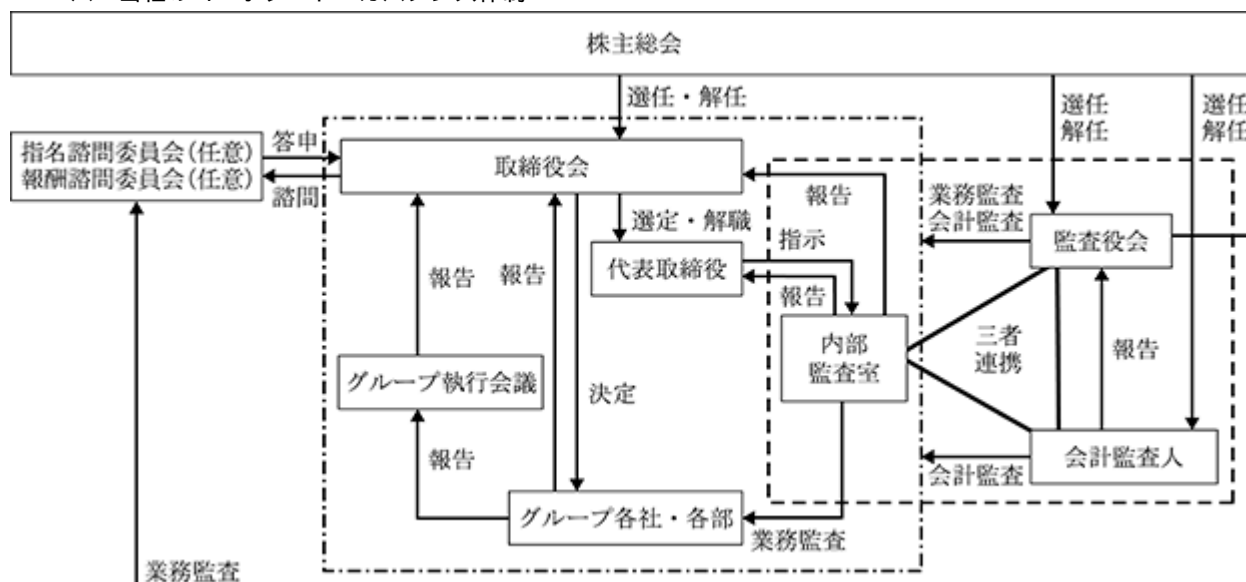 株主総会
選任・解任
選任
解任
選任
解任
指名諮問委員会(任意)
報酬諮問委員会(任意)
答申
諮問
取締役会
報告
業務監査
会計監査
監査役会
選定・解職
指示
代表取締役
報告
報告
報告
内部
監査室
三者
連携
報告
グループ執行会議
決定
報告
会計監査人
会計監査
グループ各社・各部
業務監査
業務監査